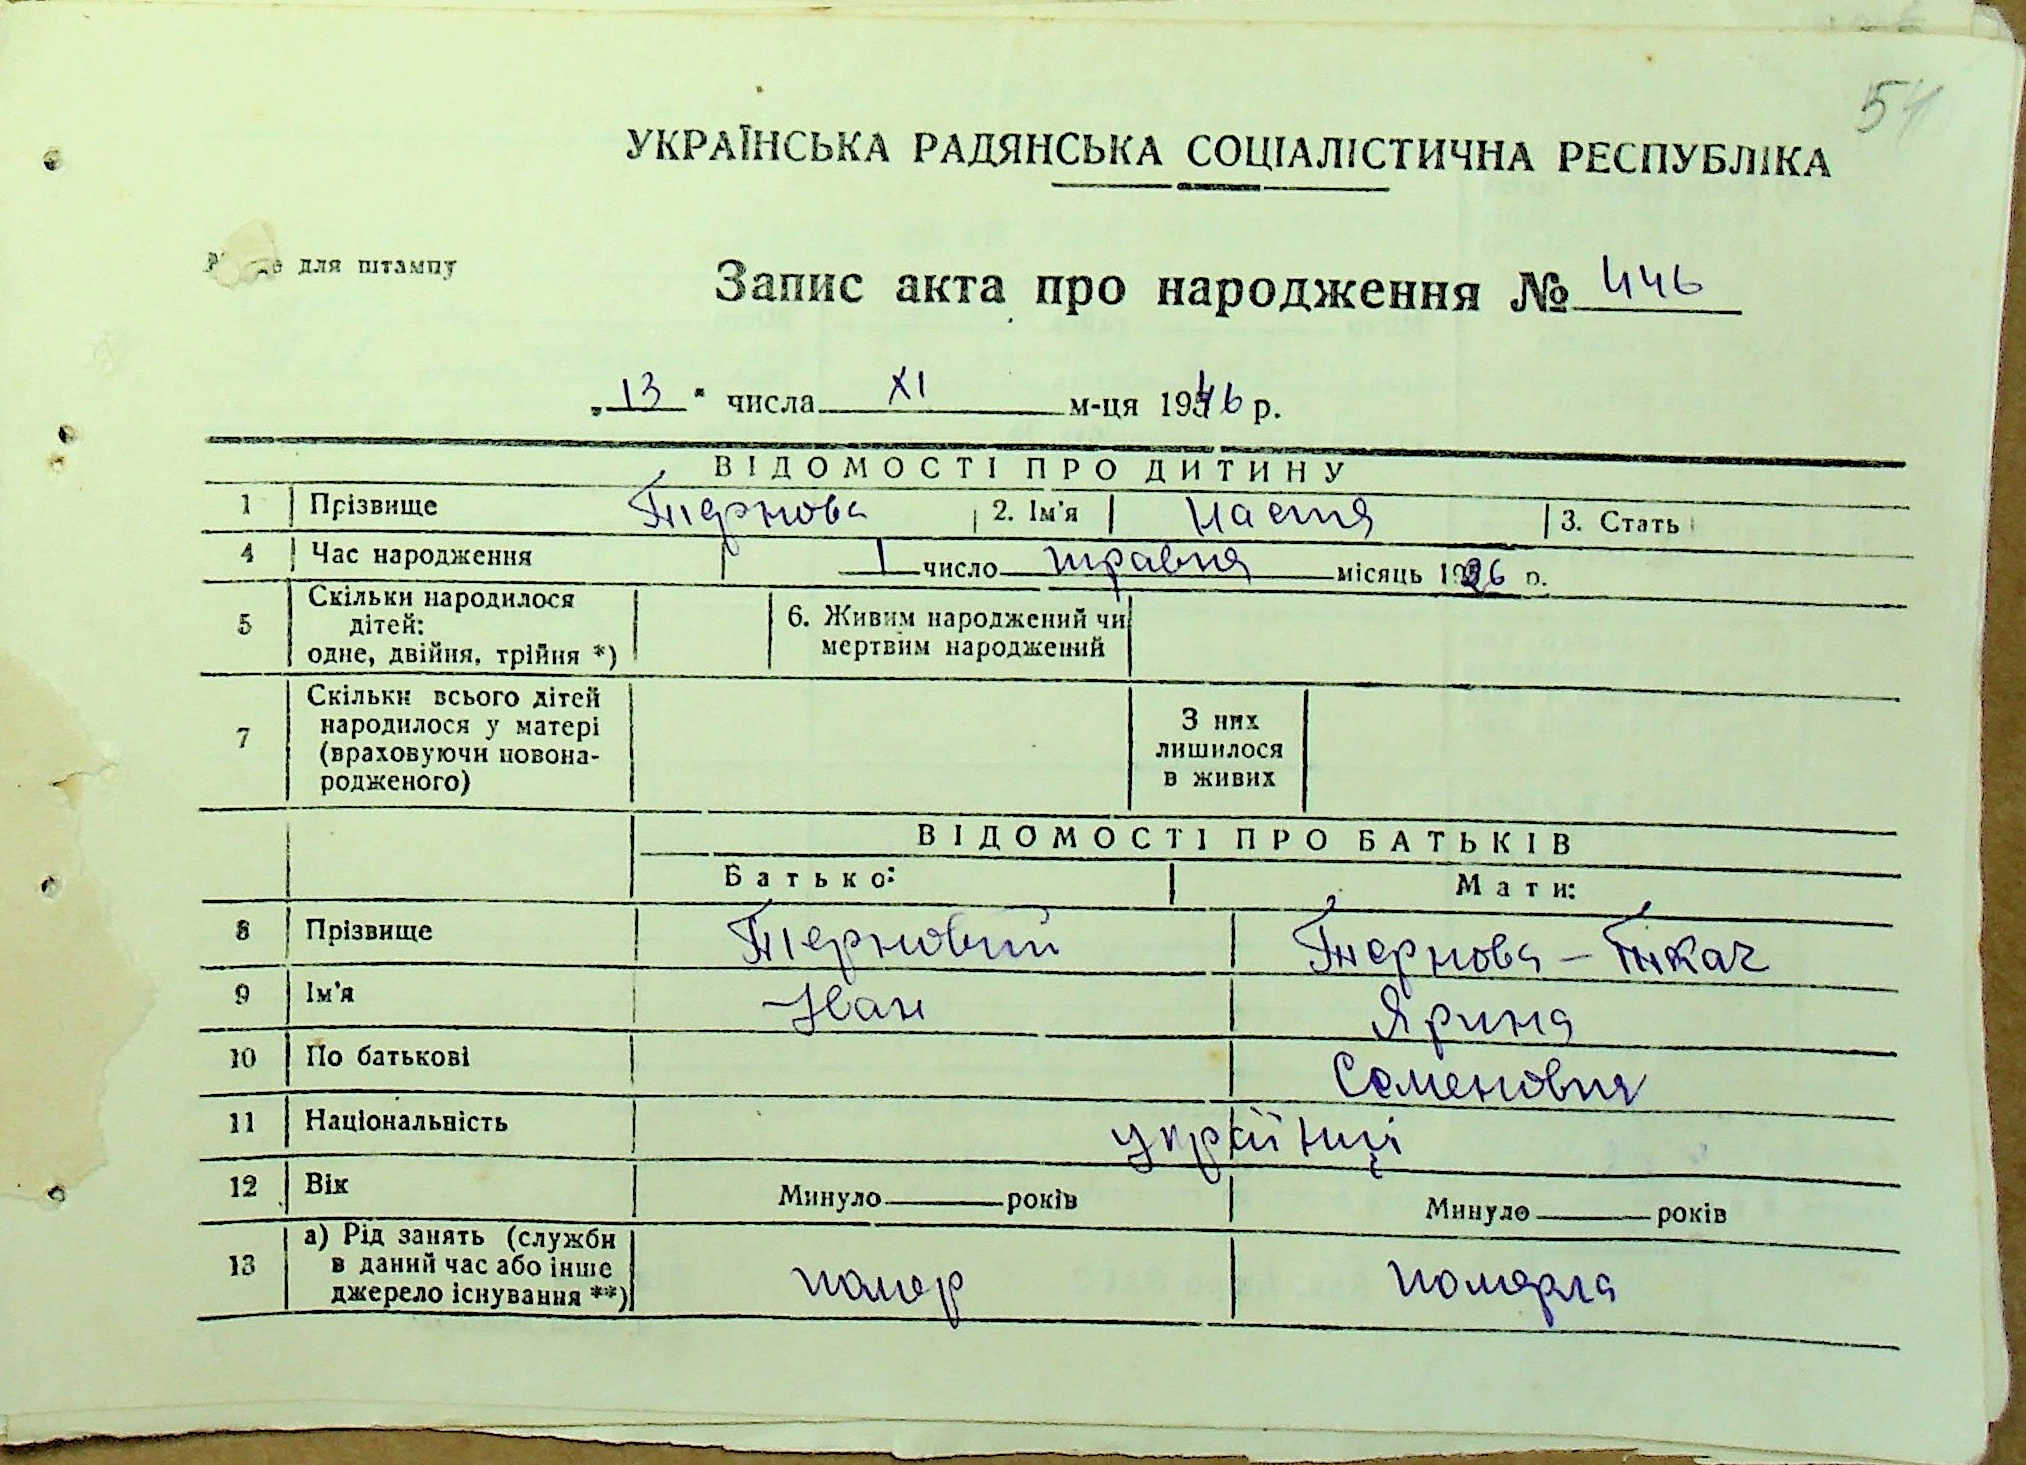 54
УКРАЇНСЬКА РАДЯНСЬКА СОЦІАЛІСТИЧНА РЕСПУБЛІКА
для штампу
Запис акта про народження № 446
„13“ числа XI м-ця 1946 р.
ВІДОМОСТІ ПРО ДИТИНУ
1 Прізвище Тернова 2. Ім'я Настя 3. Стать
4 Час народження 1 число травня місяць 1926 р.
5 Скільки народилося дітей: одне, двійня, трійня *) 6. Живим народжений чи мертвим народжений
7 Скільки всього дітей народилося у матері (враховуючи новонародженого) З них лишилося в живих
ВІДОМОСТІ ПРО БАТЬКІВ
Батько: Мати:
8 Прізвище Терновий Тернова – Ткач
9 Ім'я Іван Ярина
10 По батькові Семеновна
11 Національність українці
12 Вік Минуло років Минуло років
13 а) Рід занять (служби в даний час або інше джерело існування **) помер померла